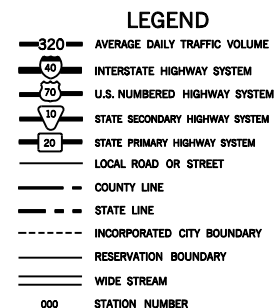 LEGEND
320 AVERAGE DAILY TRAFFIC VOLUME
40 INTERSTATE HIGHWAY SYSTEM
70 U.S. NUMBERED HIGHWAY SYSTEM
10 STATE SECONDARY HIGHWAY SYSTEM
20 STATE PRIMARY HIGHWAY SYSTEM
LOCAL ROAD OR STREET
COUNTY LINE
STATE LINE
INCORPORATED CITY BOUNDARY
RESERVATION BOUNDARY
WIDE STREAM
000 STATION NUMBER